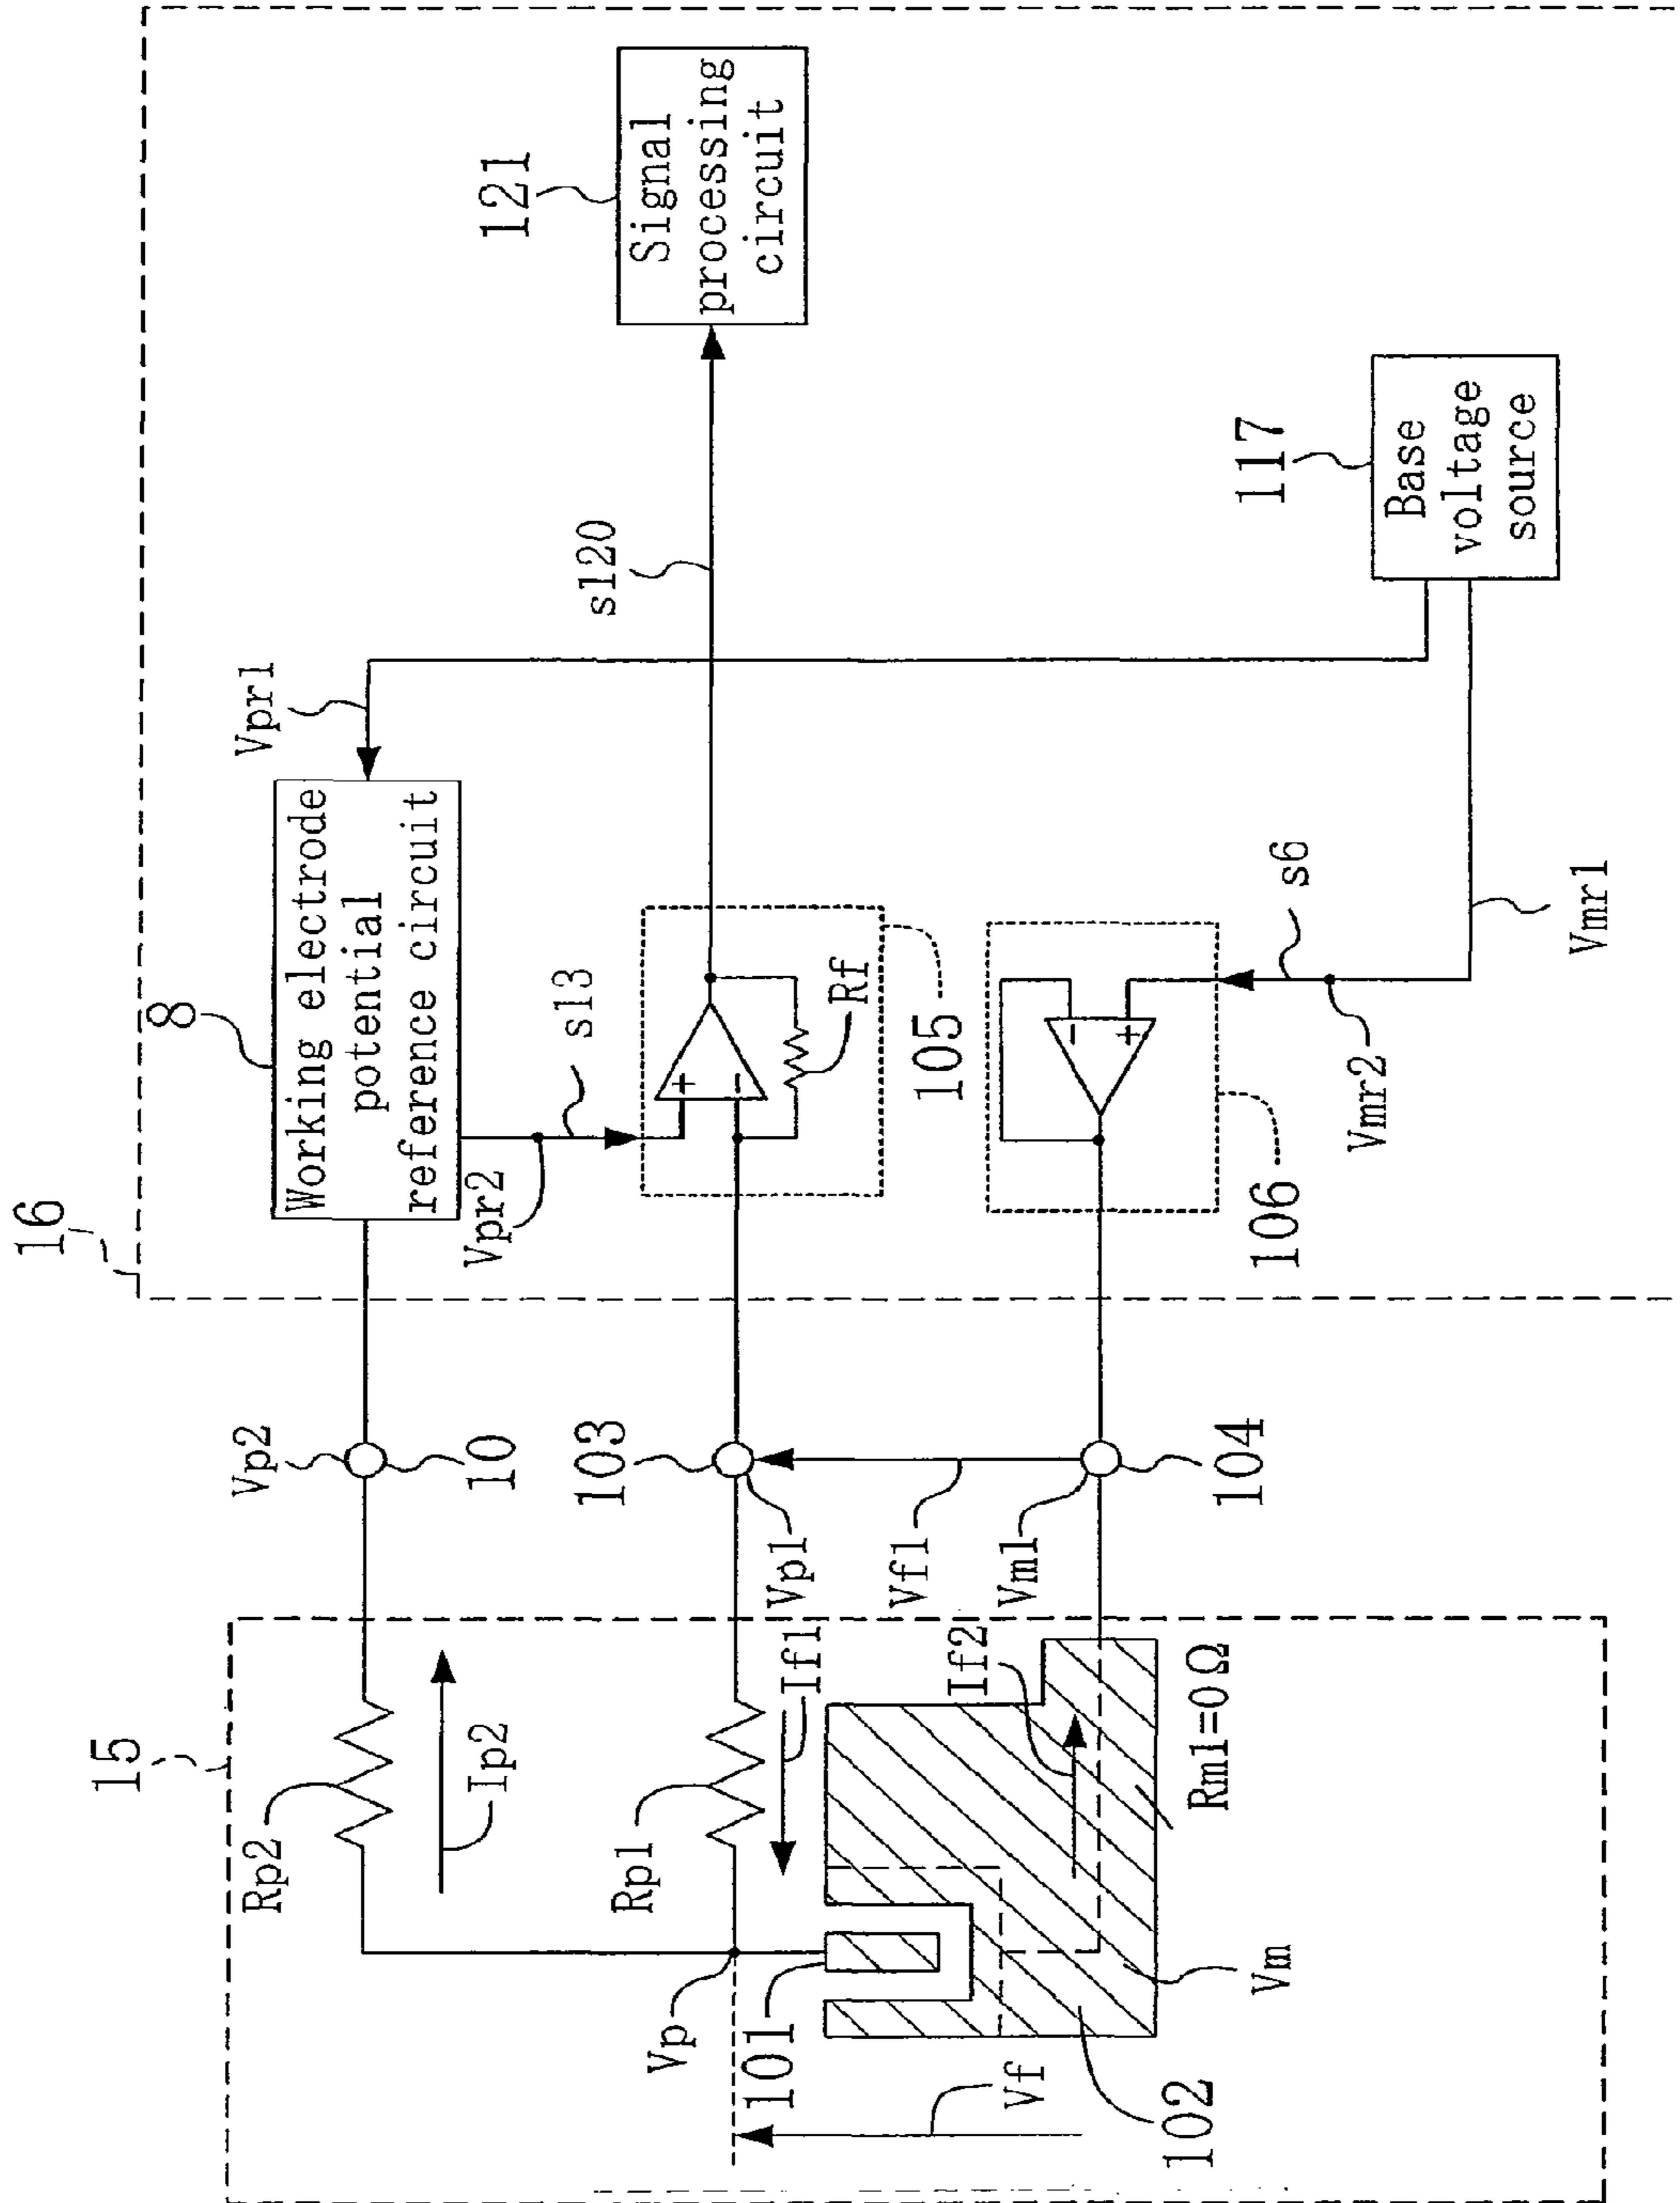 16
8
Working electrode
potential
reference circuit
Vpr1
121
Signal
processing
circuit
s120
Vpr2
s13
Rf
105
117
Base
voltage
source
106
s6
Vmr2
Vmr1
Vp2
10
103
Vp1
Vf1
Vm1
104
15
Rp2
Ip2
Rp1
If1
If2
Rm1=0Ω
Vp
101
Vf
102
Vm
+
−
−
+